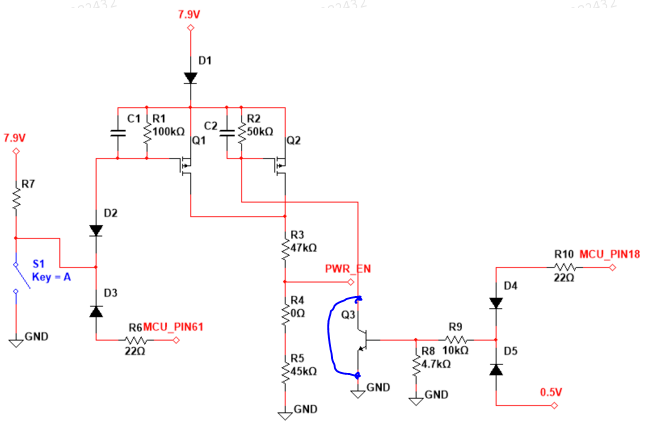 7.9V
D1
C1
R1
100kΩ
C2
R2
50kΩ
Q1
Q2
7.9V
R7
D2
S1
Key = A
D3
GND
R6
22Ω
MCU_PIN61
R3
47kΩ
PWR_EN
R4
0Ω
R5
45kΩ
GND
Q3
GND
R8
4.7kΩ
GND
R9
10kΩ
R10
22Ω
MCU_PIN18
D4
D5
0.5V